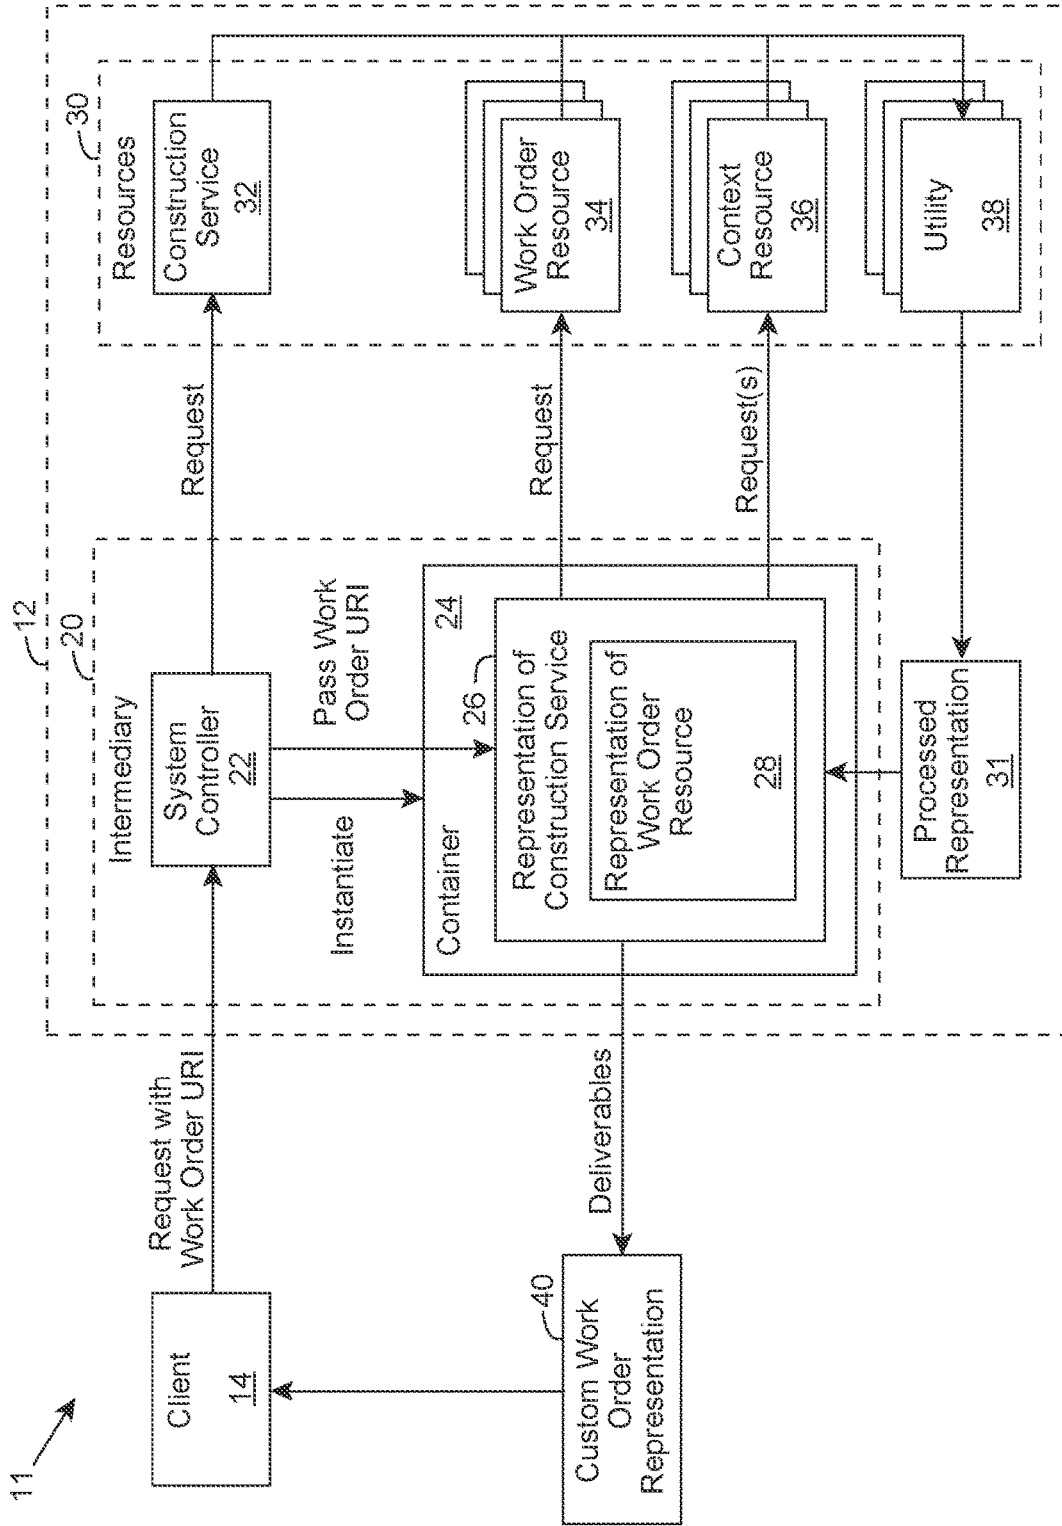 11
12
20
30
Client
14
Request with
Work Order URI
Intermediary
System
Controller
22
Request
Resources
Construction
Service
32
Instantiate
Pass Work
Order URI
Container
24
26
Representation of
Construction Service
Representation of
Work Order
Resource
28
Request
Work Order
Resource
34
Request(s)
Context
Resource
36
Utility
38
Processed
Representation
31
Deliverables
40
Custom Work
Order
Representation